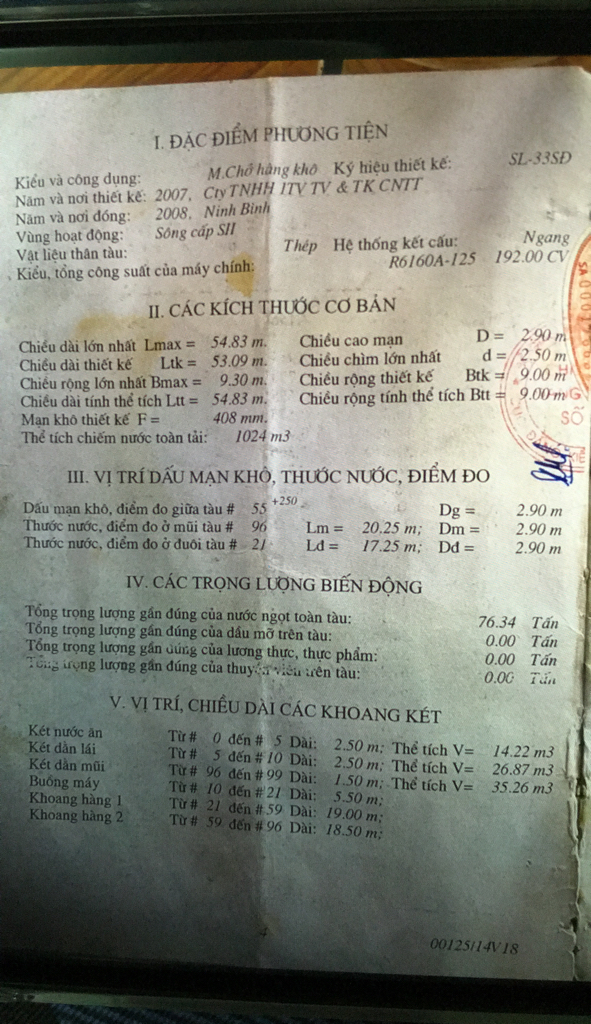 I. ĐẶC ĐIỂM PHƯƠNG TIỆN
Kiểu và công dụng: M.Chở hàng khô Ký hiệu thiết kế: SL-33SĐ
Năm và nơi thiết kế: 2007, Cty TNHH 1TV TV & TK CNTT
Năm và nơi đóng: 2008, Ninh Bình
Vùng hoạt động: Sông cấp SII
Vật liệu thân tàu: Thép Hệ thống kết cấu: Ngang
Kiểu, tổng công suất của máy chính: R6160A-125 192.00 CV
II. CÁC KÍCH THƯỚC CƠ BẢN
Chiều dài lớn nhất Lmax = 54.83 m. Chiều cao mạn D = 2.90 m
Chiều dài thiết kế Ltk = 53.09 m. Chiều chìm lớn nhất d = 2.50 m
Chiều rộng lớn nhất Bmax = 9.30 m. Chiều rộng thiết kế Btk = 9.00 m
Chiều dài tính thể tích Ltt = 54.83 m. Chiều rộng tính thể tích Btt = 9.00 m
Mạn khô thiết kế F = 408 mm.
SỐ
Thể tích chiếm nước toàn tải: 1024 m3
III. VỊ TRÍ DẤU MẠN KHÔ, THƯỚC NƯỚC, ĐIỂM ĐO
Dấu mạn khô, điểm đo giữa tàu # 55 +250 Dg = 2.90 m
Thước nước, điểm đo ở mũi tàu # 96 Lm = 20.25 m; Dm = 2.90 m
Thước nước, điểm đo ở đuôi tàu # 21 Ld = 17.25 m; Dd = 2.90 m
IV. CÁC TRỌNG LƯỢNG BIẾN ĐỘNG
Tổng trọng lượng gần đúng của nước ngọt toàn tàu: 76.34 Tấn
Tổng trọng lượng gần đúng của dầu mỡ trên tàu: 0.00 Tấn
Tổng trọng lượng gần đúng của lương thực, thực phẩm: 0.00 Tấn
Tổng trọng lượng gần đúng của thuyền viên trên tàu: 0.00 Tấn
V. VỊ TRÍ, CHIỀU DÀI CÁC KHOANG KÉT
Két nước ăn Từ # 0 đến # 5 Dài: 2.50 m; Thể tích V= 14.22 m3
Két dằn lái Từ # 5 đến # 10 Dài: 2.50 m; Thể tích V= 26.87 m3
Két dằn mũi Từ # 96 đến # 99 Dài: 1.50 m; Thể tích V= 35.26 m3
Buồng máy Từ # 10 đến # 21 Dài: 5.50 m;
Khoang hàng 1 Từ # 21 đến # 59 Dài: 19.00 m;
Khoang hàng 2 Từ # 59 đến # 96 Dài: 18.50 m;
4
00125/14V18